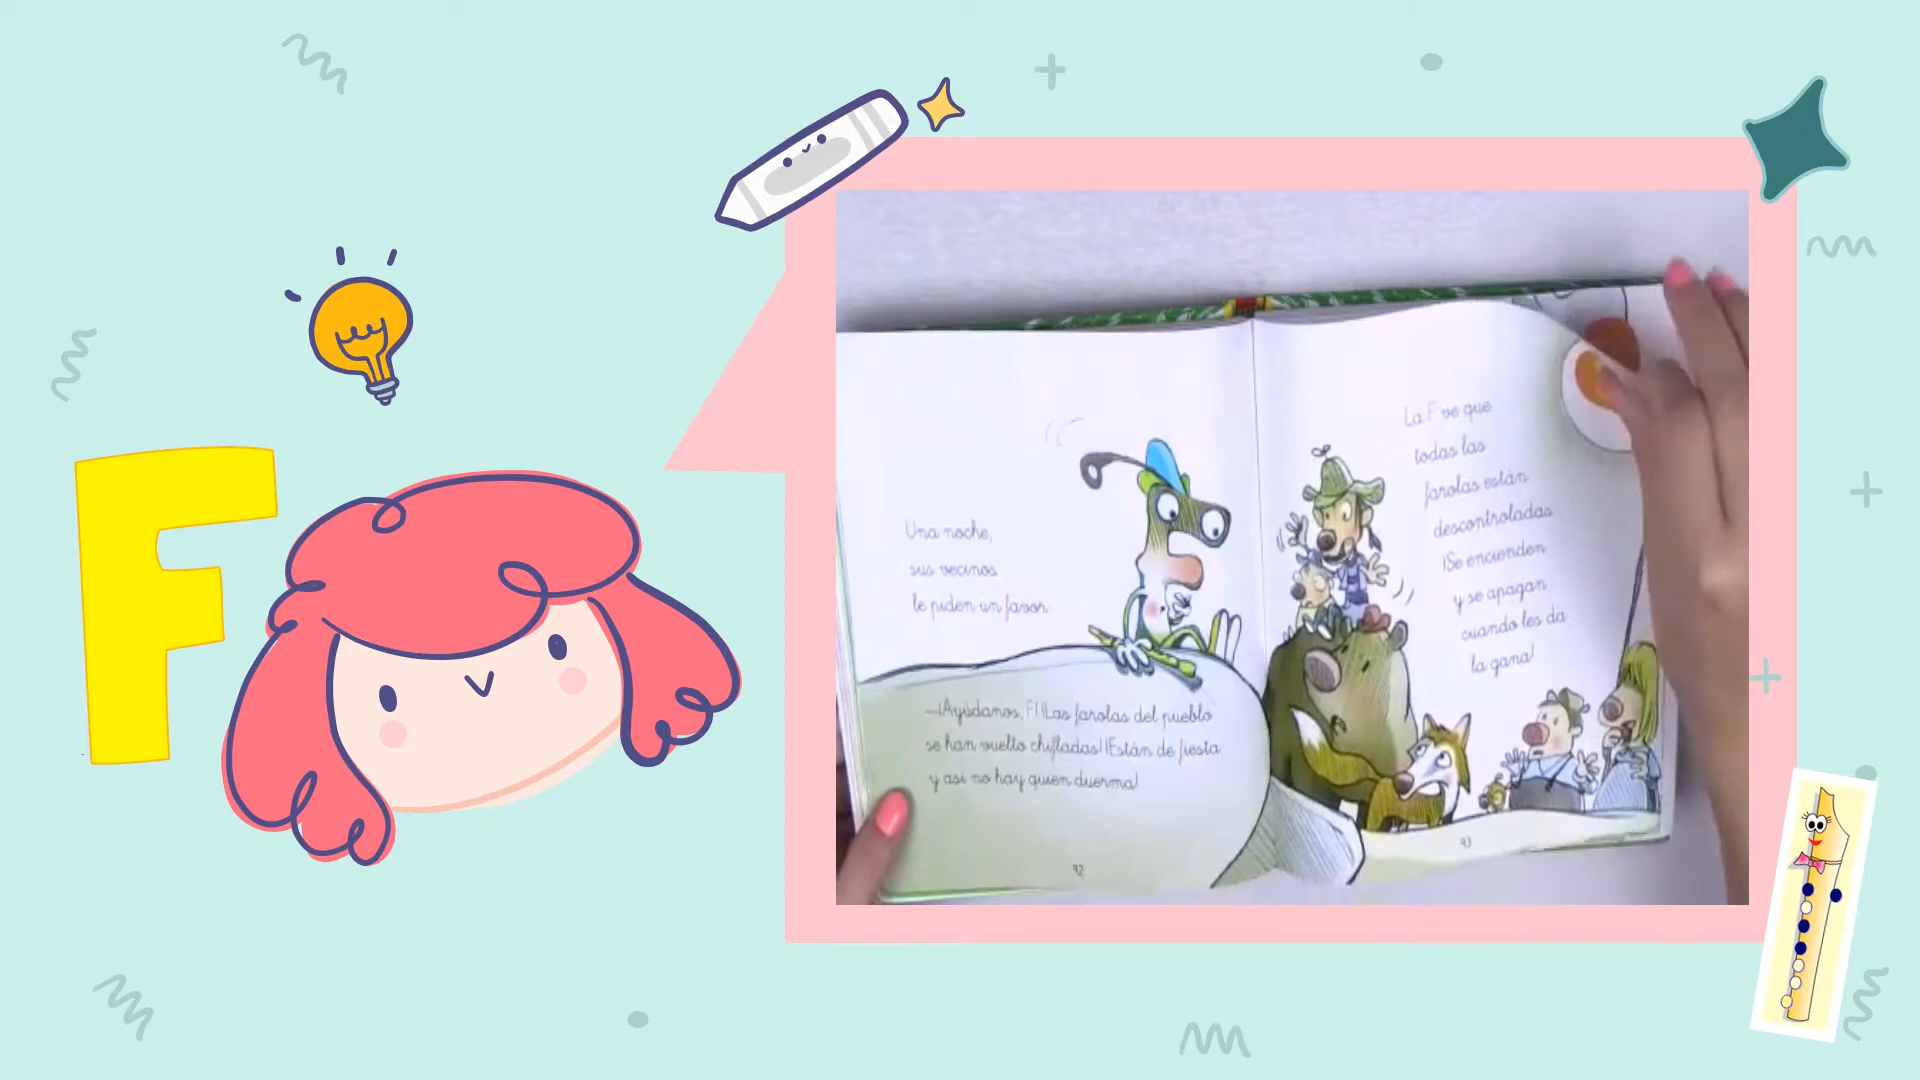 F
Una noche,
sus vecinos
le piden un favor:
—¡Ayúdanos, F! ¡Las farolas del pueblo
se han vuelto chifladas! ¡Están de fiesta
y así no hay quien duerma!
92
La F ve que
todas las
farolas están
descontroladas.
¡Se encienden
y se apagan
cuando les da
la gana!
93